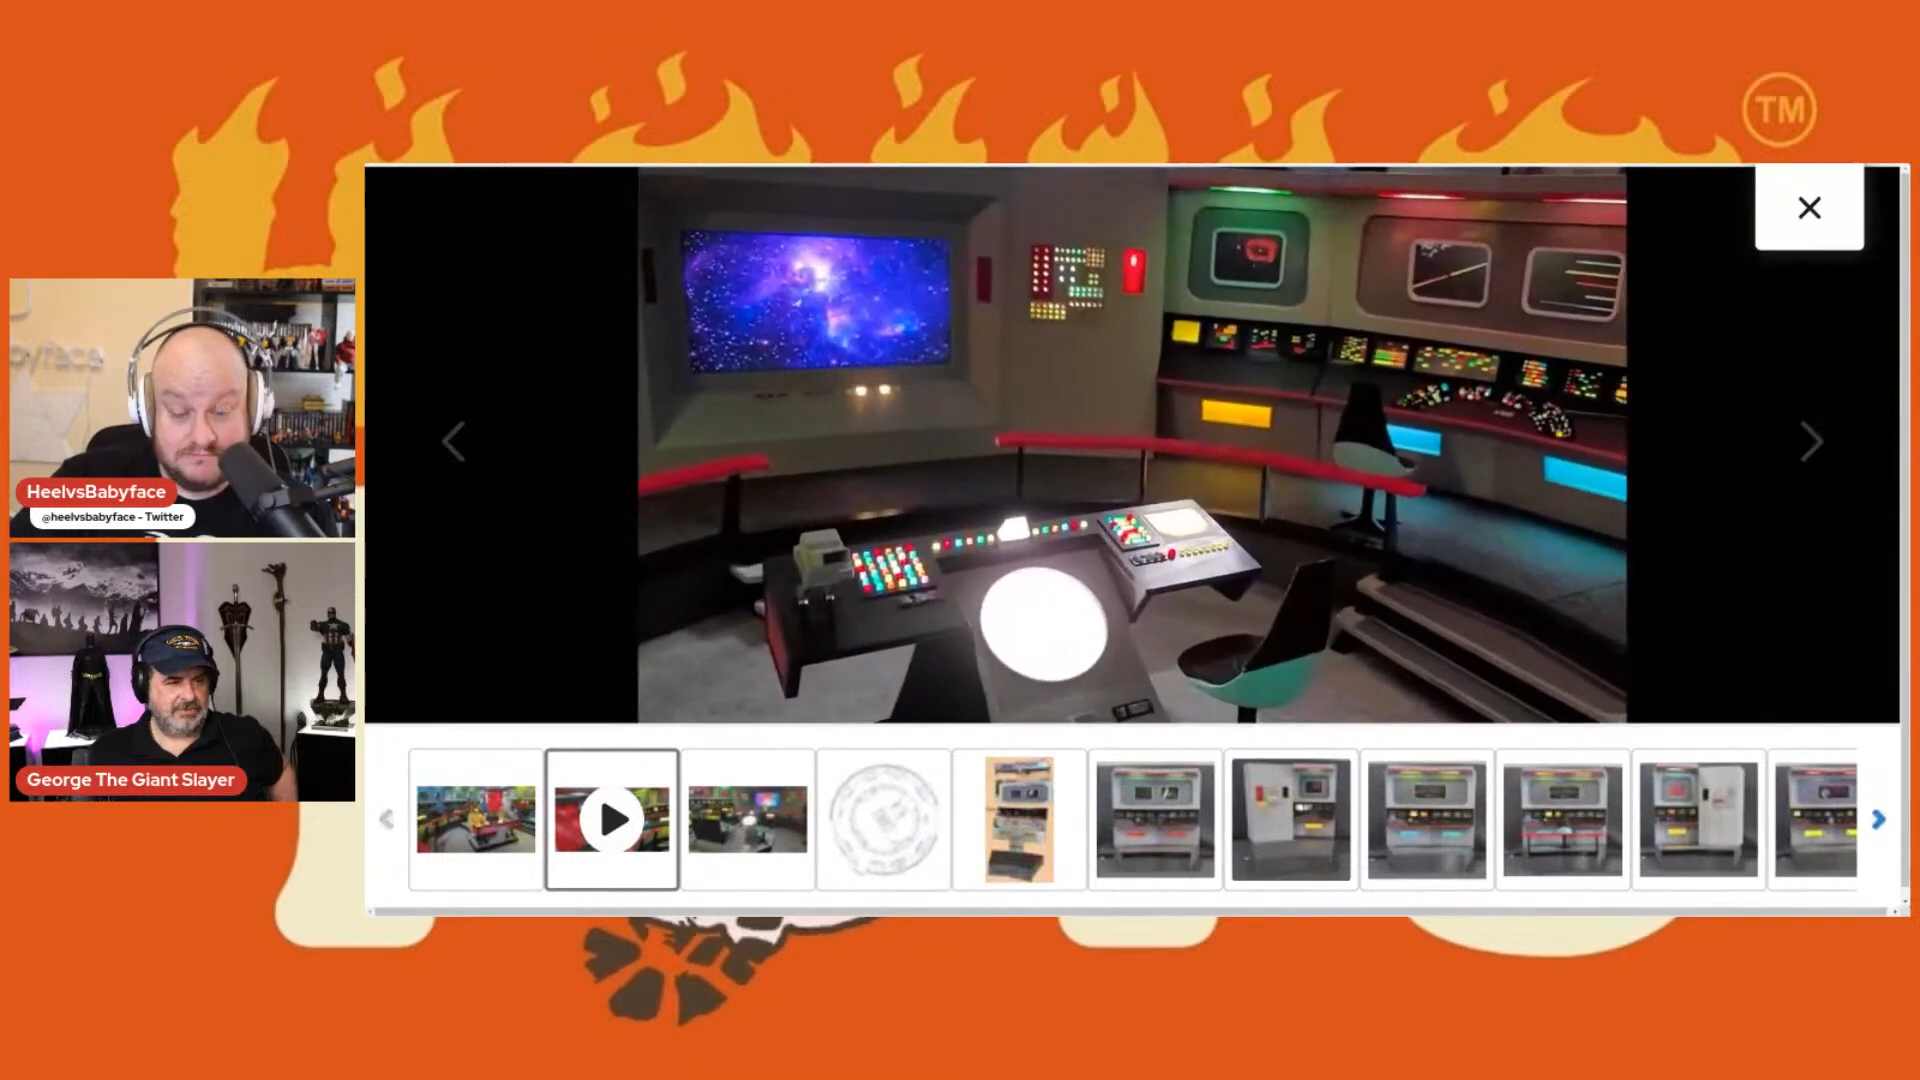 TM
HeelvsBabyface
@heelvsbabyface - Twitter
George The Giant Slayer